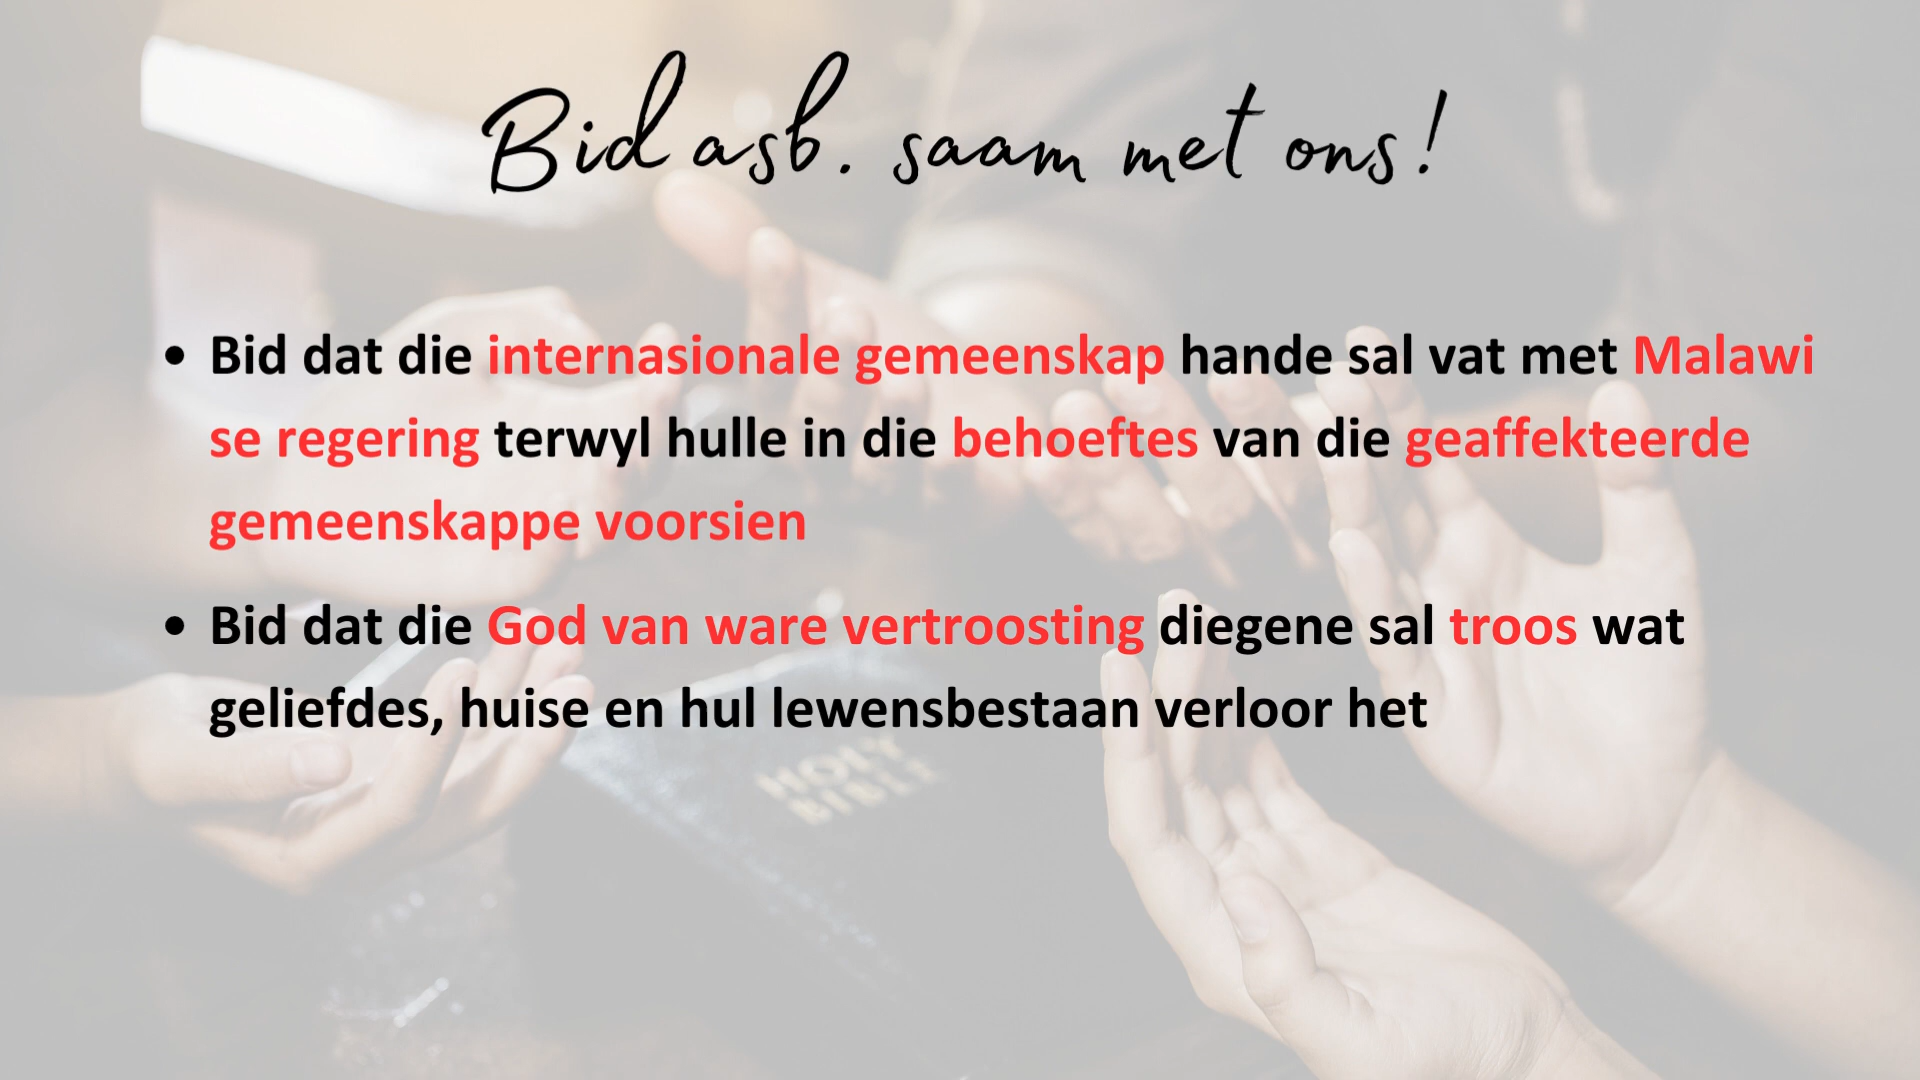 Bid asb. saam met ons!
• Bid dat die internasionale gemeenskap hande sal vat met Malawi
se regering terwyl hulle in die behoeftes van die geaffekteerde
gemeenskappe voorsien
• Bid dat die God van ware vertroosting diegene sal troos wat
geliefdes, huise en hul lewensbestaan verloor het
HOLY
BIBLE